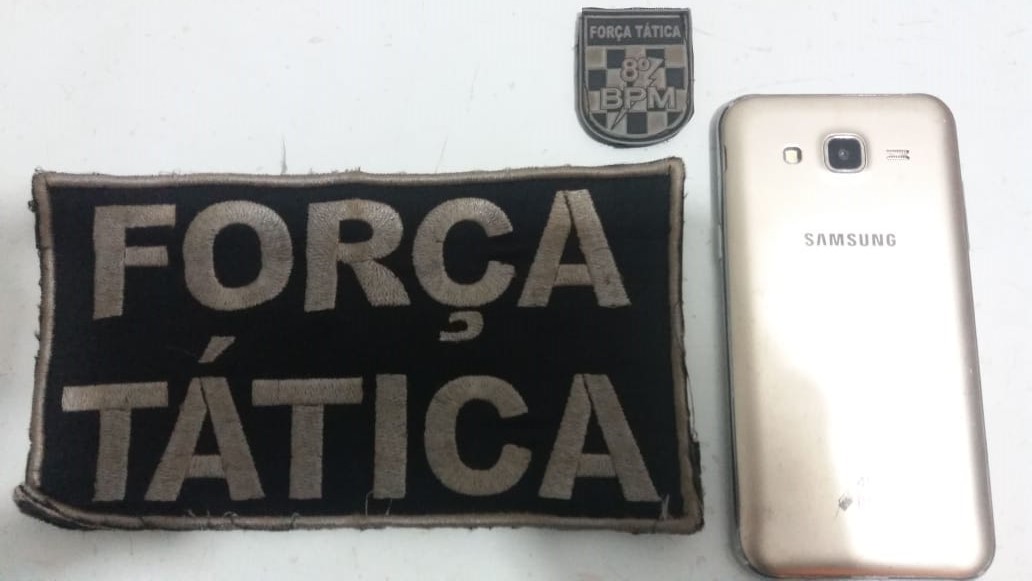 FORÇA TÁTICA
8º
BPM
FORÇA
TÁTICA
SAMSUNG